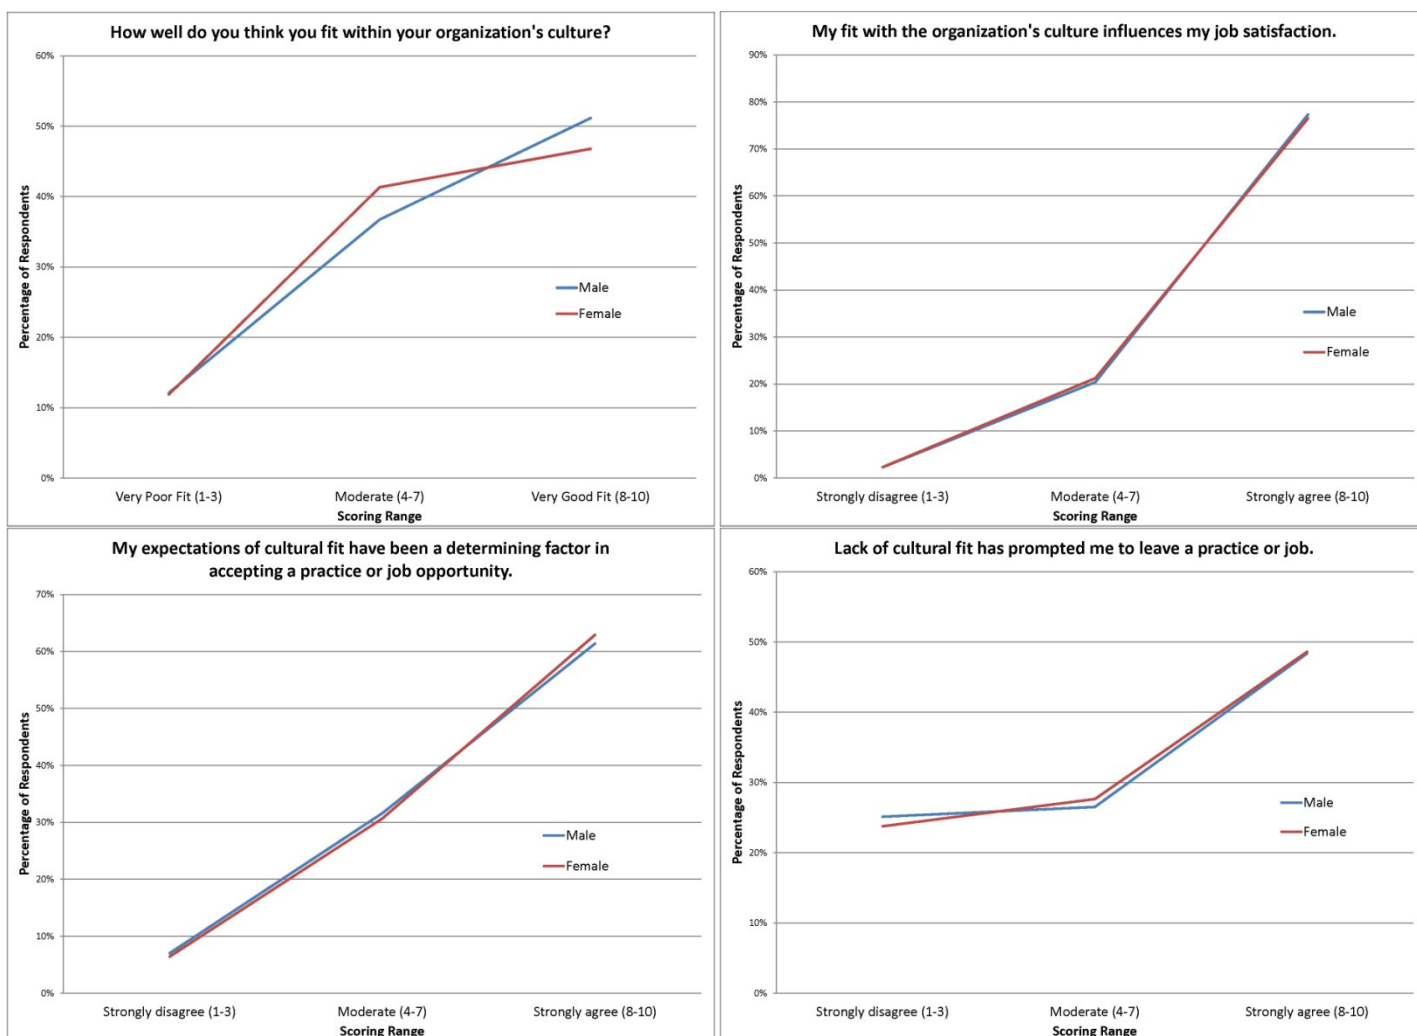 How well do you think you fit within your organization's culture?
60%
50%
40%
30%
20%
10%
0%
Percentage of Respondents
Male
Female
Very Poor Fit (1-3)
Moderate (4-7)
Very Good Fit (8-10)
Scoring Range
My fit with the organization's culture influences my job satisfaction.
90%
80%
70%
60%
50%
40%
30%
20%
10%
0%
Percentage of Respondents
Male
Female
Strongly disagree (1-3)
Moderate (4-7)
Strongly agree (8-10)
Scoring Range
My expectations of cultural fit have been a determining factor in
accepting a practice or job opportunity.
70%
60%
50%
40%
30%
20%
10%
0%
Percentage of Respondents
Male
Female
Strongly disagree (1-3)
Moderate (4-7)
Strongly agree (8-10)
Scoring Range
Lack of cultural fit has prompted me to leave a practice or job.
60%
50%
40%
30%
20%
10%
0%
Percentage of Respondents
Male
Female
Strongly disagree (1-3)
Moderate (4-7)
Strongly agree (8-10)
Scoring Range